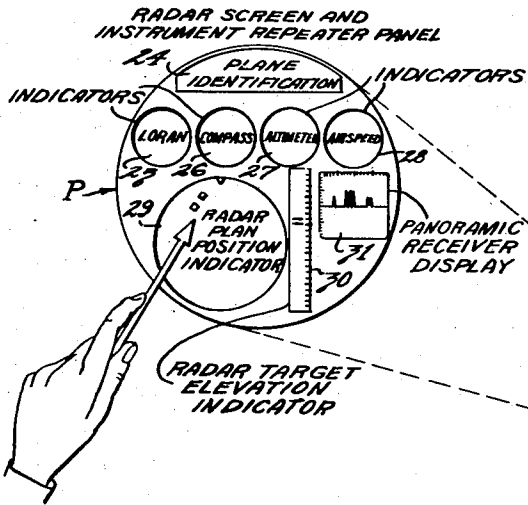 RADAR SCREEN AND
INSTRUMENT REPEATER PANEL
24
PLANE
IDENTIFICATION
INDICATORS
INDICATORS
LORAN
COMPASS
ALTIMETER
AIRSPEED
25
26
27
28
P
29
RADAR
PLAN
POSITION
INDICATOR
30
31
PANORAMIC
RECEIVER
DISPLAY
RADAR TARGET
ELEVATION
INDICATOR